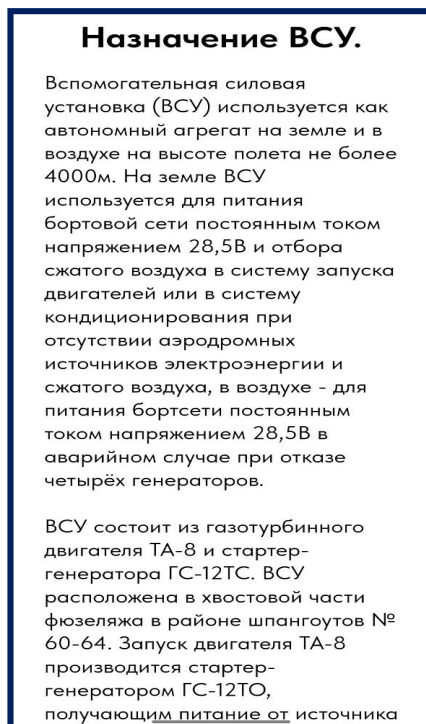 Назначение ВСУ.
Вспомогательная силовая
установка (ВСУ) используется как
автономный агрегат на земле и в
воздухе на высоте полета не более
4000м. На земле ВСУ
используется для питания
бортовой сети постоянным током
напряжением 28,5В и отбора
сжатого воздуха в систему запуска
двигателей или в систему
кондиционирования при
отсутствии аэродромных
источников электроэнергии и
сжатого воздуха, в воздухе - для
питания бортсети постоянным
током напряжением 28,5В в
аварийном случае при отказе
четырёх генераторов.
ВСУ состоит из газотурбинного
двигателя ТА-8 и стартер-
генератора ГС-12ТС. ВСУ
расположена в хвостовой части
фюзеляжа в районе шпангоутов №
60-64. Запуск двигателя ТА-8
производится стартер-
генератором ГС-12ТО,
получающим питание от источника